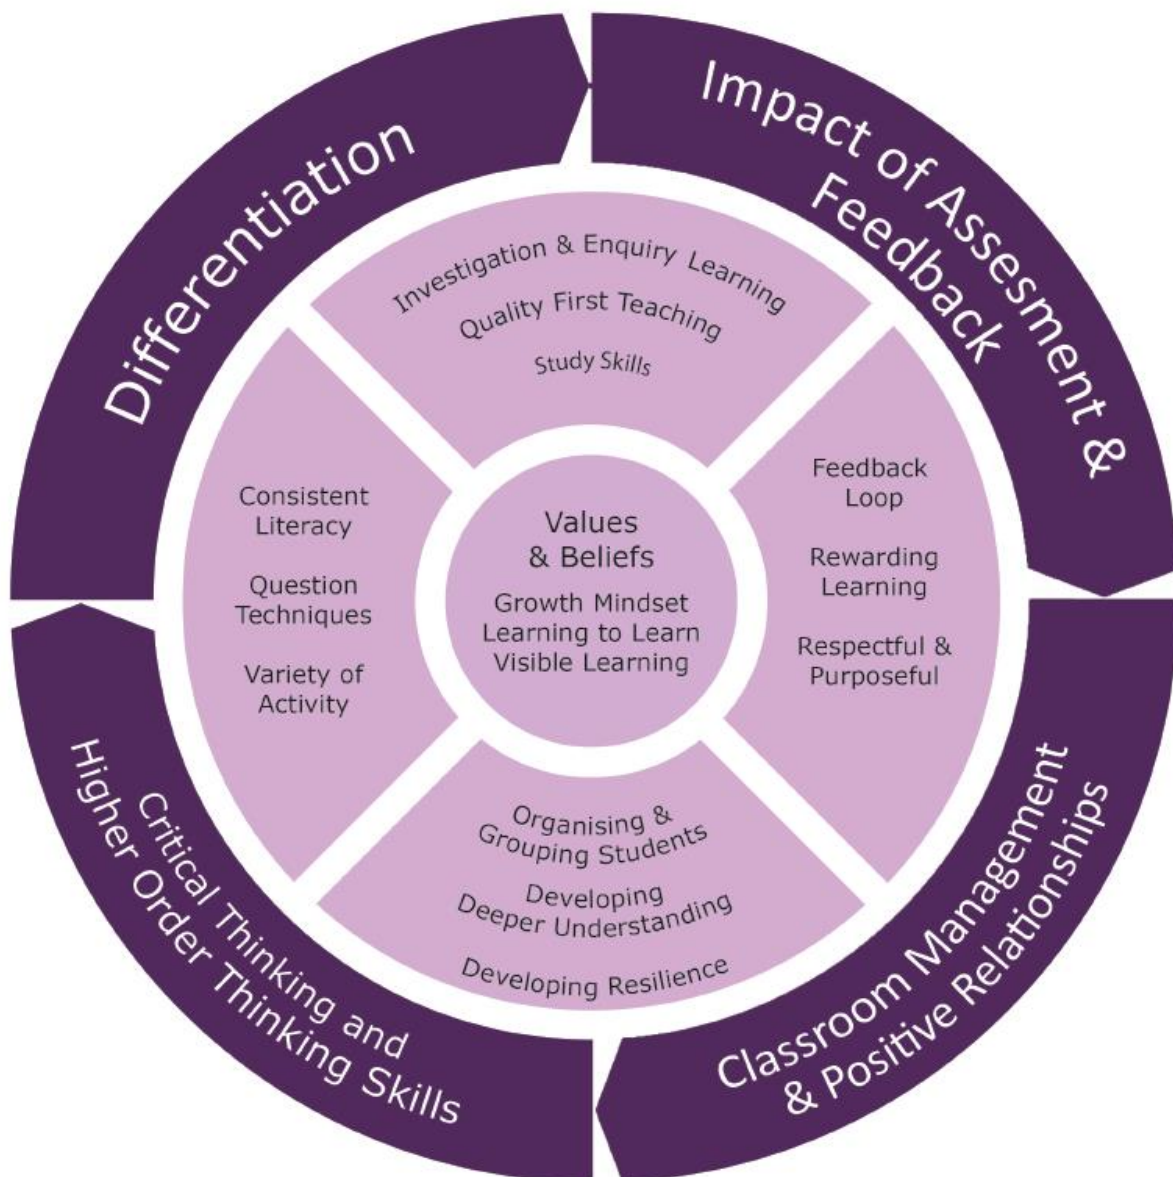 Differentiation
Impact of Assesment &
Feedback
Classroom Management
& Positive Relationships
Critical Thinking and
Higher Order Thinking Skills
Investigation & Enquiry Learning
Quality First Teaching
Study Skills
Feedback
Loop
Rewarding
Learning
Respectful &
Purposeful
Organising &
Grouping Students
Developing
Deeper Understanding
Developing Resilience
Consistent
Literacy
Question
Techniques
Variety of
Activity
Values
& Beliefs
Growth Mindset
Learning to Learn
Visible Learning